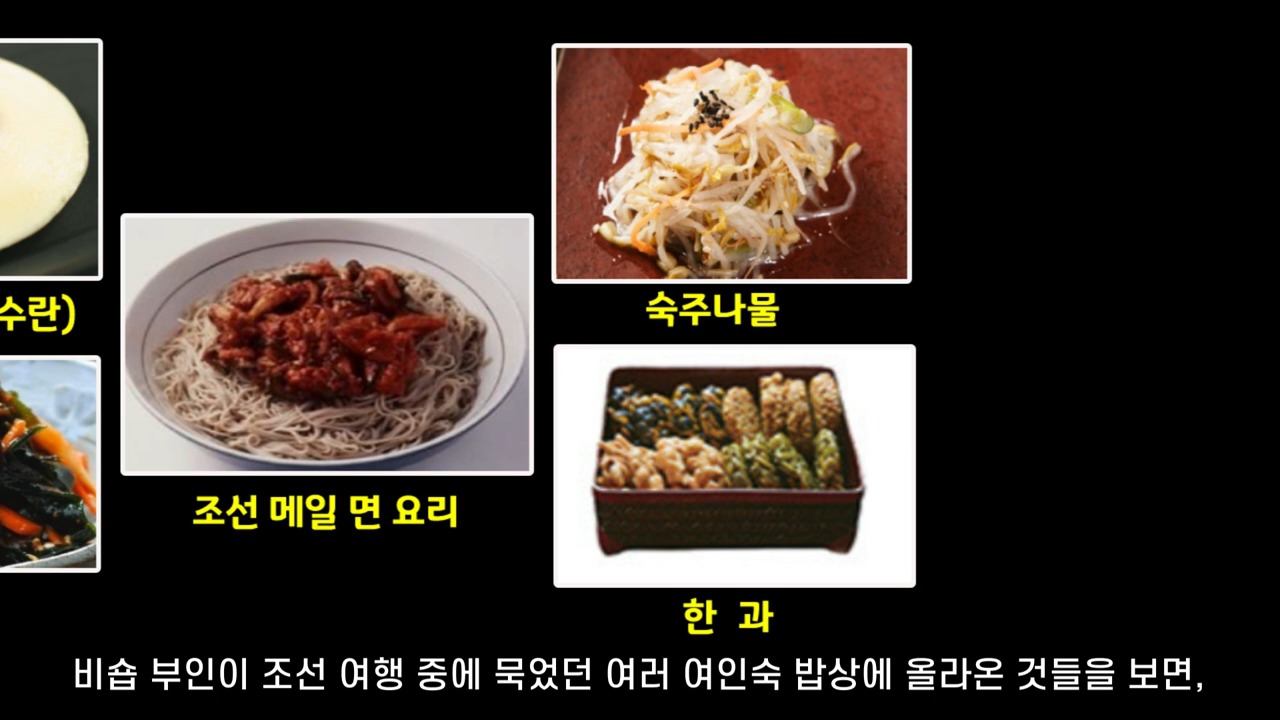 수란)
숙주나물
조선 메일 면 요리
한 과
비숍 부인이 조선 여행 중에 묵었던 여러 여인숙 밥상에 올라온 것들을 보면,